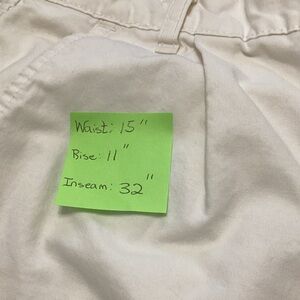 Waist: 15"
Rise: 11"
Inseam: 32"